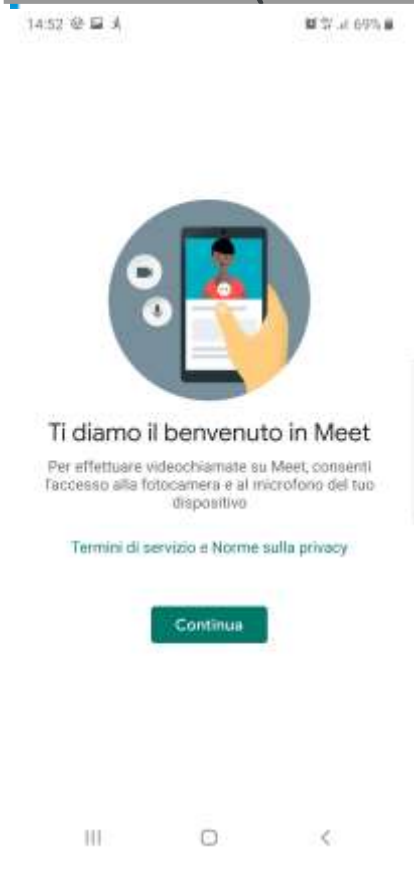 14:52 69%
Ti diamo il benvenuto in Meet
Per effettuare videochiamate su Meet, consenti
l'accesso alla fotocamera e al microfono del tuo
dispositivo
Termini di servizio e Norme sulla privacy
Continua